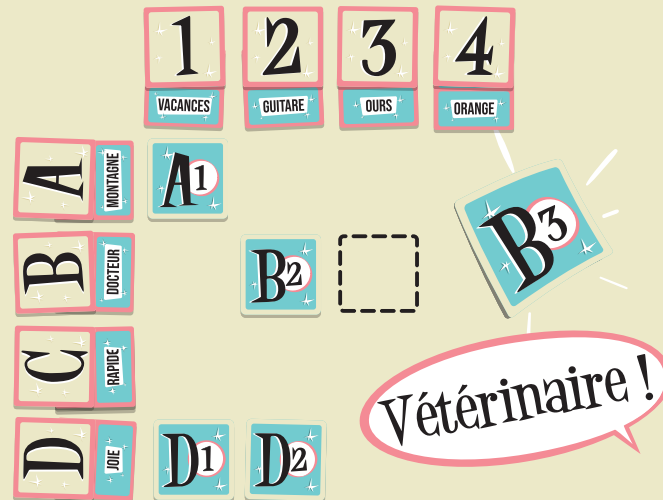 1 2 3 4
VACANCES GUITARE OURS ORANGE
A MONTAGNE A1
B DOCTEUR B2 B3
C RAPIDE
Vétérinaire !
D JOIE D1 D2